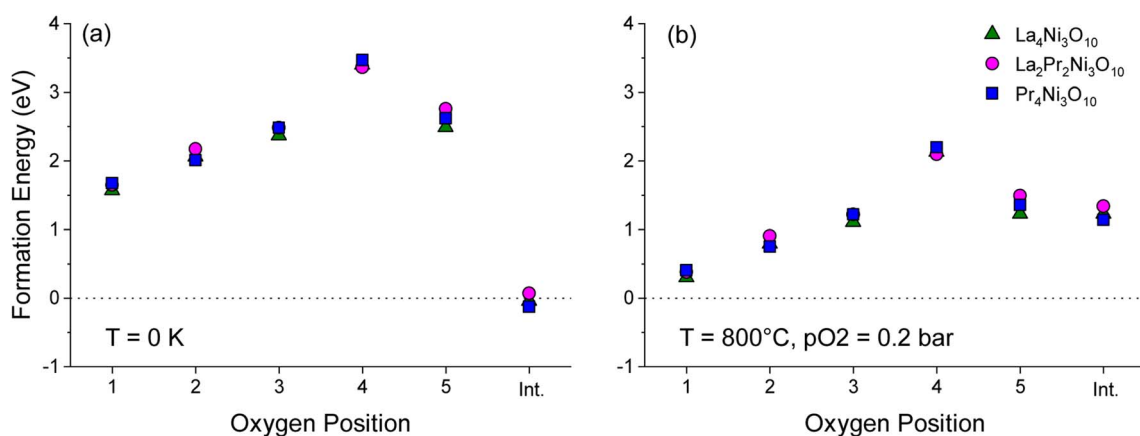 (a)
Formation Energy (eV)
4
3
2
1
0
-1
T = 0 K
1 2 3 4 5 Int.
Oxygen Position
(b)
La₄Ni₃O₁₀
La₂Pr₂Ni₃O₁₀
Pr₄Ni₃O₁₀
4
3
2
1
0
-1
T = 800°C, pO2 = 0.2 bar
1 2 3 4 5 Int.
Oxygen Position